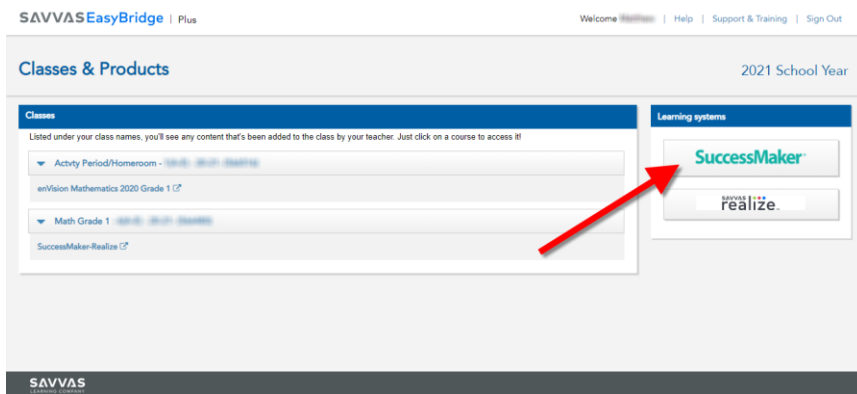 SAVVAS EasyBridge | Plus
Welcome | Help | Support & Training | Sign Out
Classes & Products
2021 School Year
Classes
Listed under your class names, you'll see any content that's been added to the class by your teacher. Just click on a course to access it!
Actvty Period/Homeroom -
enVision Mathematics 2020 Grade 1
Math Grade 1
SuccessMaker-Realize
Learning systems
SuccessMaker
SAVVAS
realize
SAVVAS
LEARNING COMPANY